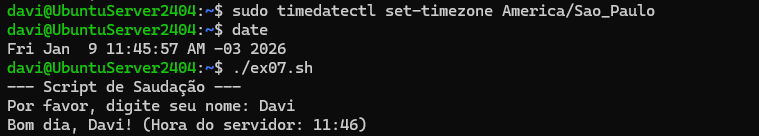 davi@UbuntuServer2404:~$ sudo timedatectl set-timezone America/Sao_Paulo
davi@UbuntuServer2404:~$ date
Fri Jan  9 11:45:57 AM -03 2026
davi@UbuntuServer2404:~$ ./ex07.sh
--- Script de Saudação ---
Por favor, digite seu nome: Davi
Bom dia, Davi! (Hora do servidor: 11:46)